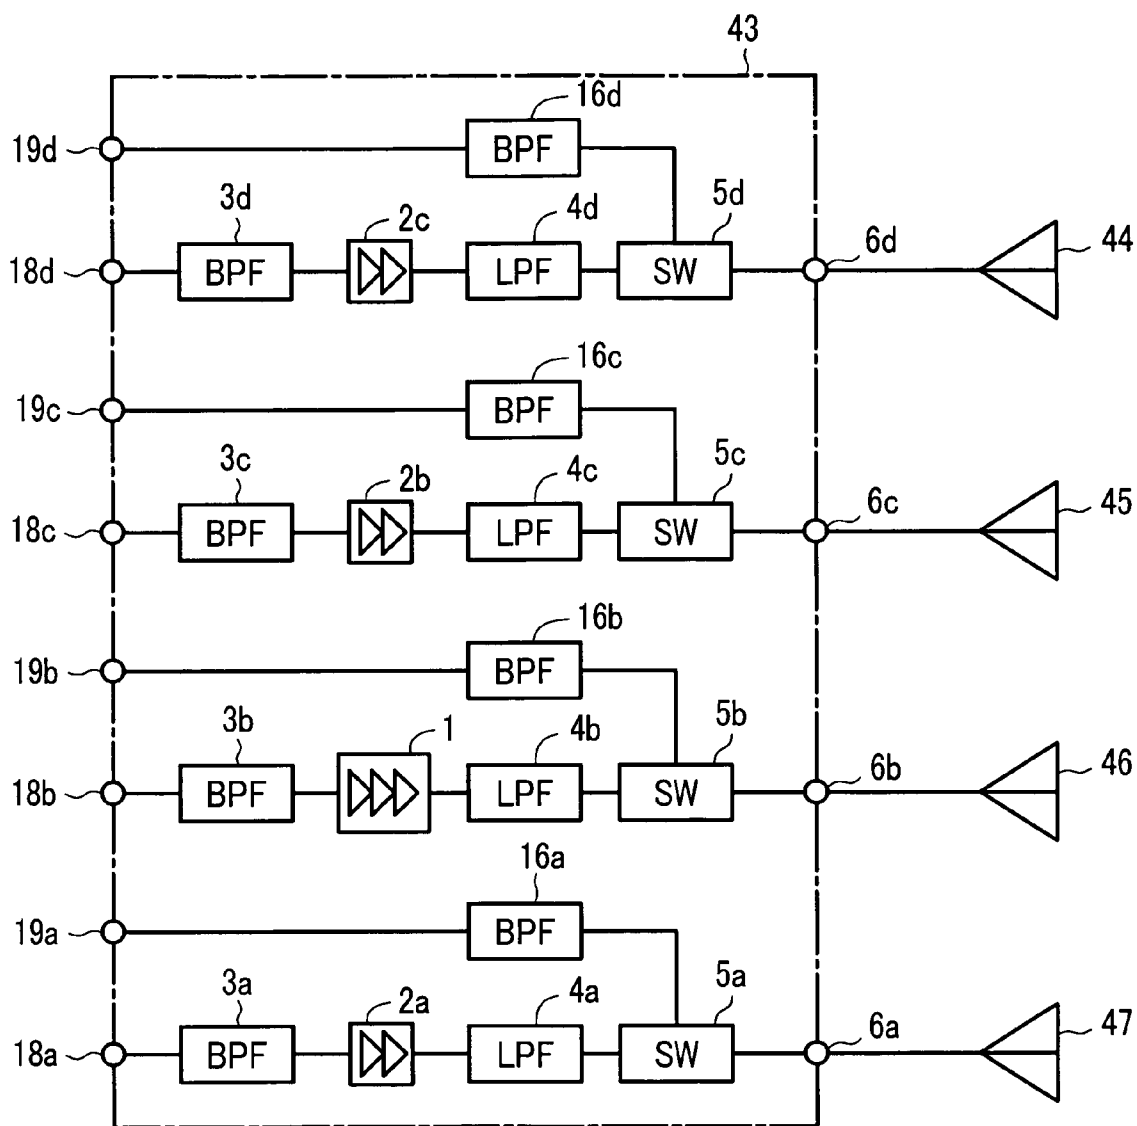 43
16d
19d
BPF
3d
2c
4d
5d
6d
44
18d
BPF
LPF
SW
16c
19c
BPF
3c
2b
4c
5c
6c
45
18c
BPF
LPF
SW
16b
19b
BPF
3b
1
4b
5b
6b
46
18b
BPF
LPF
SW
16a
19a
BPF
3a
2a
4a
5a
6a
47
18a
BPF
LPF
SW